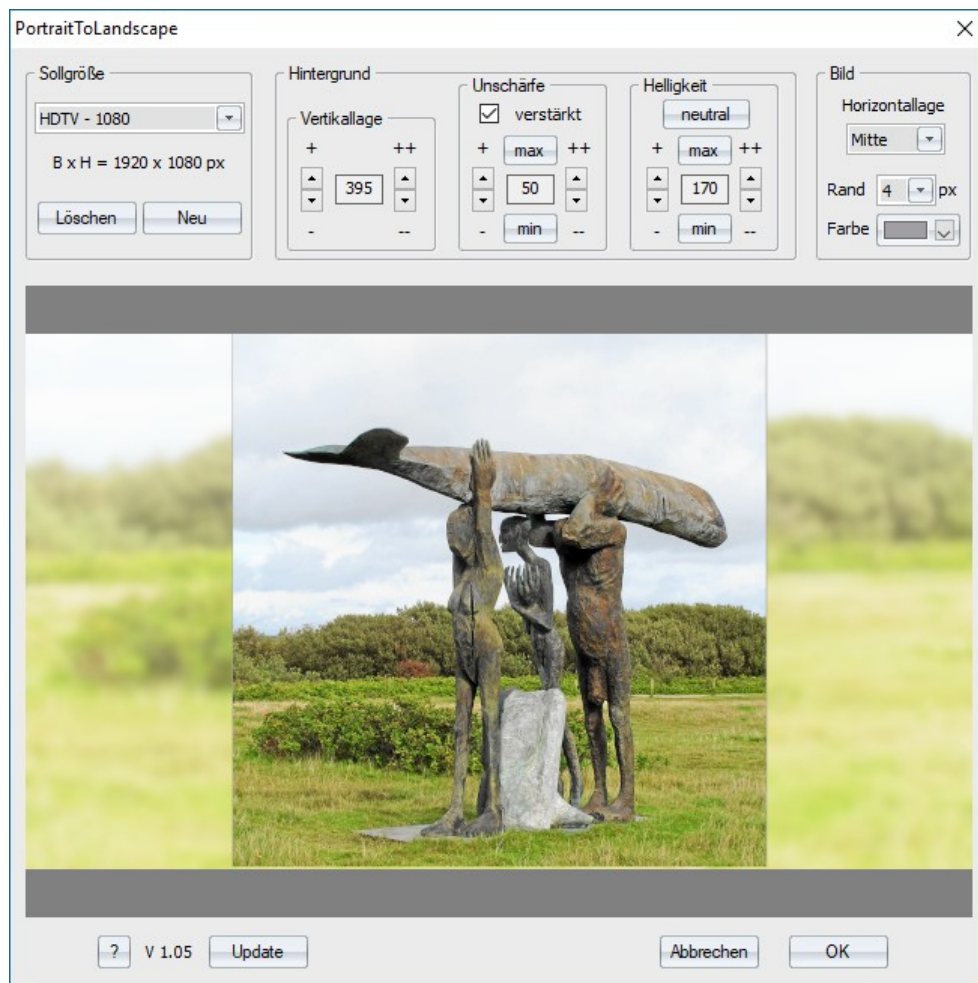 PortraitToLandscape
Sollgröße
HDTV - 1080
B x H = 1920 x 1080 px
Löschen
Neu
Hintergrund
Vertikallage
+ ++
395
- --
Unschärfe
verstärkt
+ max ++
50
- min --
Helligkeit
neutral
+ max ++
170
- min --
Bild
Horizontallage
Mitte
Rand 4 px
Farbe
? V 1.05 Update
Abbrechen
OK